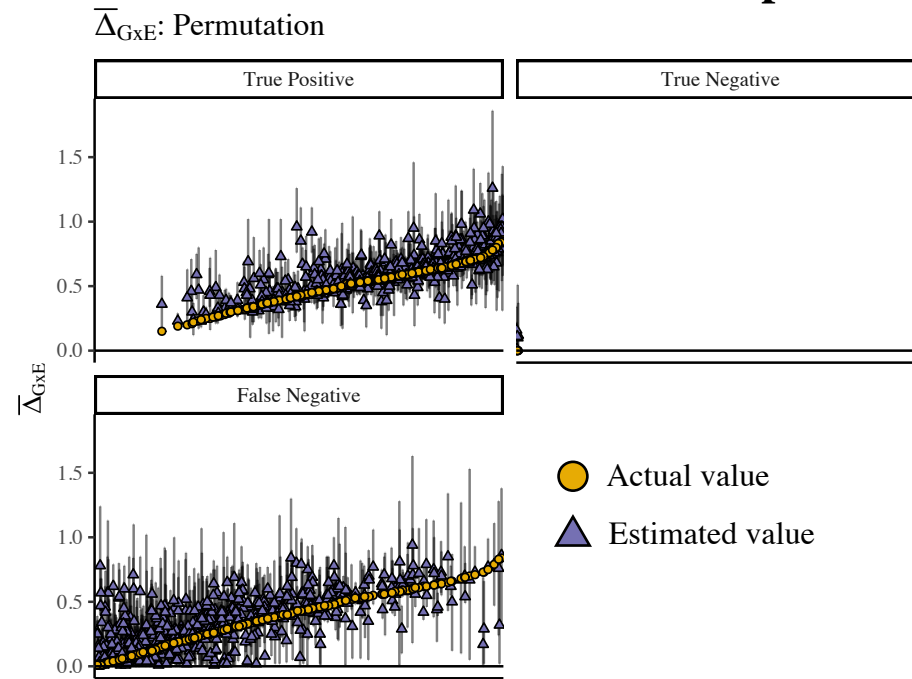 Δ̅GxE: Permutation
True Positive
True Negative
1.5
1.0
0.5
0.0
Δ̅GxE
False Negative
1.5
1.0
0.5
0.0
Actual value
Estimated value